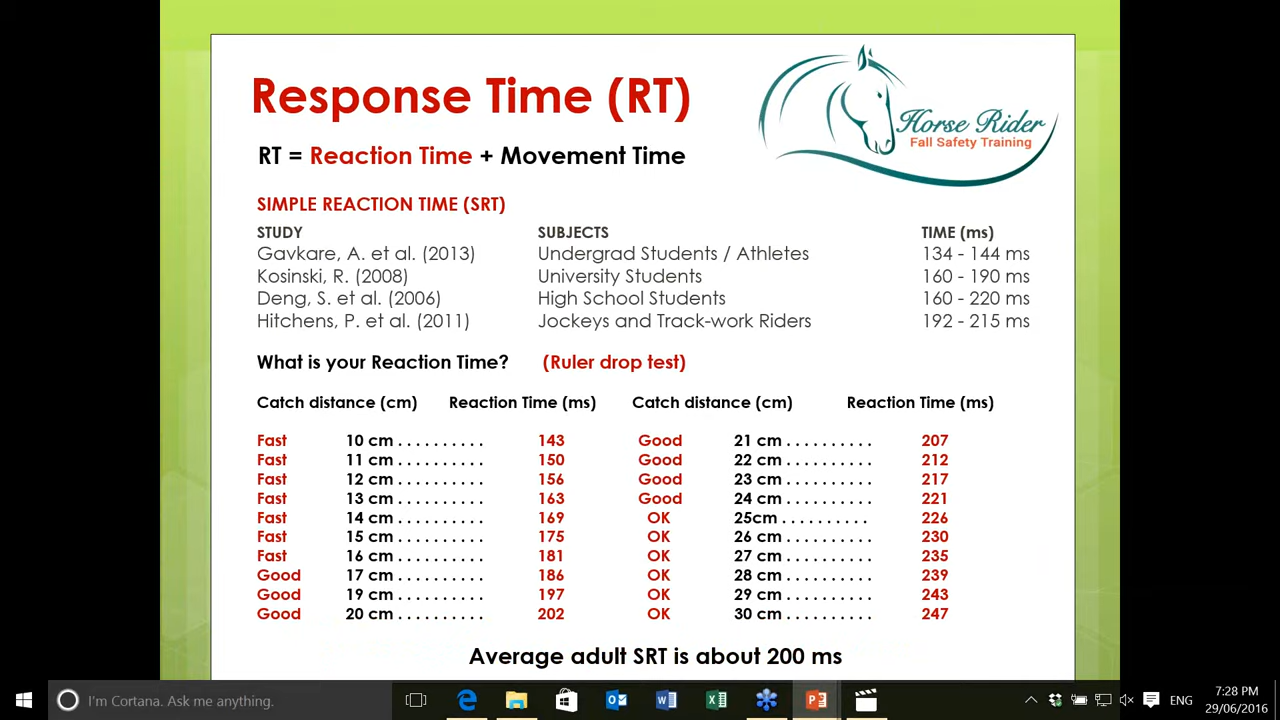 Response Time (RT)
Horse Rider
Fall Safety Training
RT = Reaction Time + Movement Time
SIMPLE REACTION TIME (SRT)
STUDY SUBJECTS TIME (ms)
Gavkare, A. et al. (2013) Undergrad Students / Athletes 134 - 144 ms
Kosinski, R. (2008) University Students 160 - 190 ms
Deng, S. et al. (2006) High School Students 160 - 220 ms
Hitchens, P. et al. (2011) Jockeys and Track-work Riders 192 - 215 ms
What is your Reaction Time? (Ruler drop test)
Catch distance (cm) Reaction Time (ms) Catch distance (cm) Reaction Time (ms)
Fast 10 cm . . . . . . . . . . 143 Good 21 cm . . . . . . . . . . 207
Fast 11 cm . . . . . . . . . . 150 Good 22 cm . . . . . . . . . . 212
Fast 12 cm . . . . . . . . . . 156 Good 23 cm . . . . . . . . . . 217
Fast 13 cm . . . . . . . . . . 163 Good 24 cm . . . . . . . . . . 221
Fast 14 cm . . . . . . . . . . 169 OK 25cm . . . . . . . . . . 226
Fast 15 cm . . . . . . . . . . 175 OK 26 cm . . . . . . . . . . 230
Fast 16 cm . . . . . . . . . . 181 OK 27 cm . . . . . . . . . . 235
Good 17 cm . . . . . . . . . . 186 OK 28 cm . . . . . . . . . . 239
Good 19 cm . . . . . . . . . . 197 OK 29 cm . . . . . . . . . . 243
Good 20 cm . . . . . . . . . . 202 OK 30 cm . . . . . . . . . . 247
Average adult SRT is about 200 ms
I'm Cortana. Ask me anything.
ENG
7:28 PM
29/06/2016